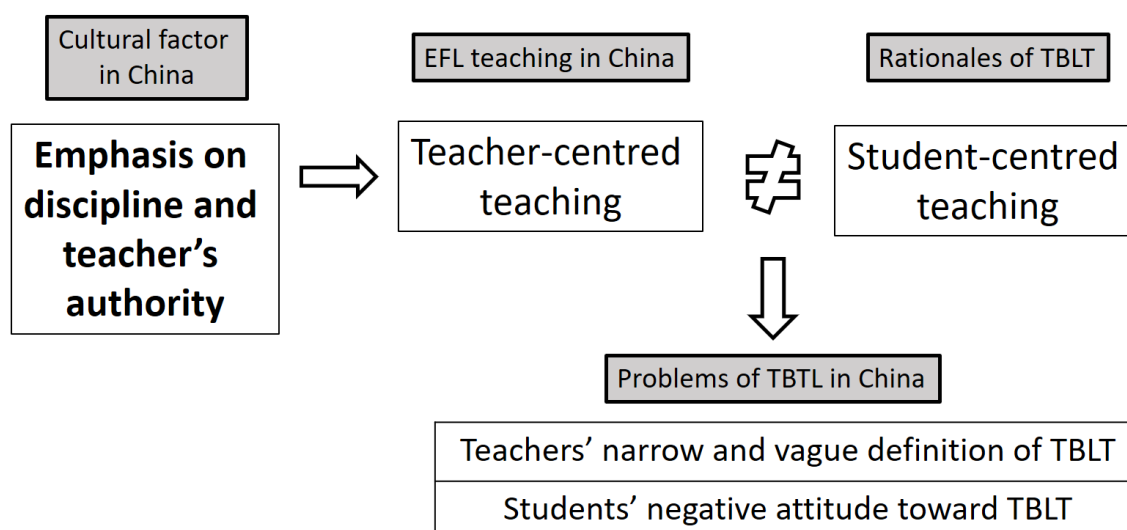 Cultural factor
in China
Emphasis on
discipline and
teacher’s
authority
EFL teaching in China
Teacher-centred
teaching
≠
Rationales of TBLT
Student-centred
teaching
Problems of TBTL in China
Teachers’ narrow and vague definition of TBLT
Students’ negative attitude toward TBLT